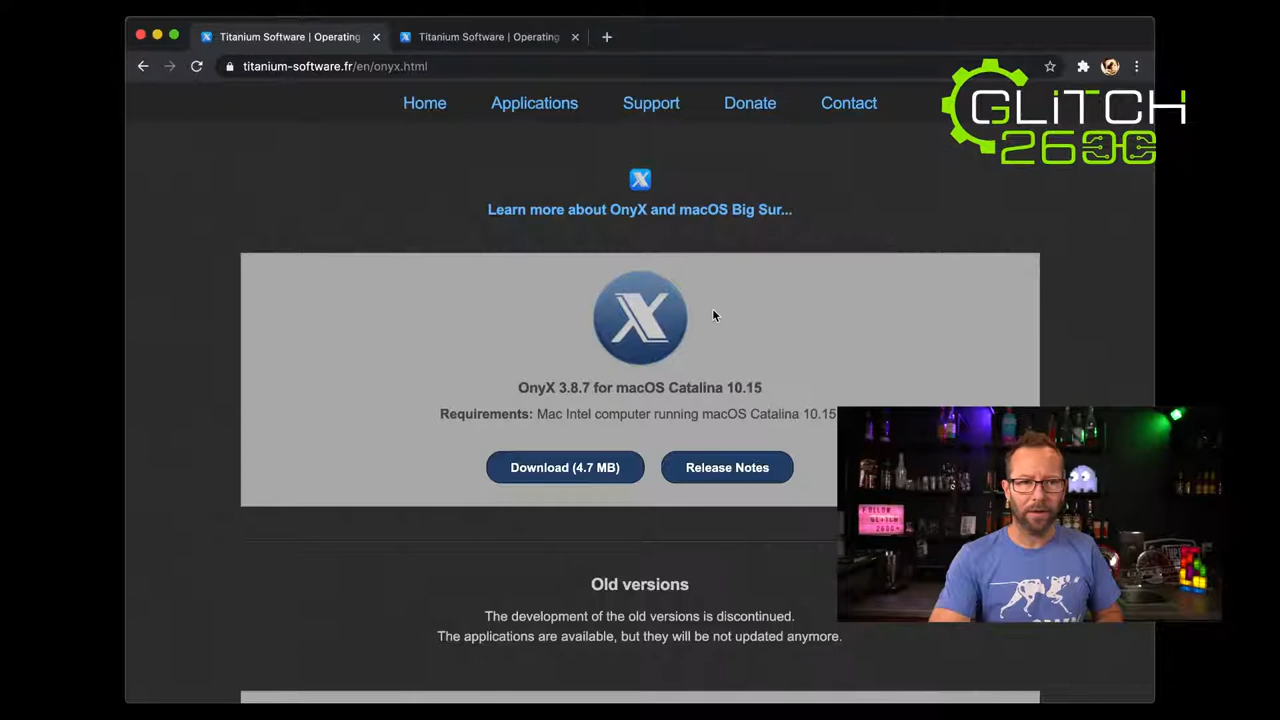 Titanium Software | Operating
Titanium Software | Operating
titanium-software.fr/en/onyx.html
Home
Applications
Support
Donate
Contact
GLiTCH
2600
Learn more about OnyX and macOS Big Sur...
OnyX 3.8.7 for macOS Catalina 10.15
Requirements: Mac Intel computer running macOS Catalina 10.15
Download (4.7 MB)
Release Notes
Old versions
The development of the old versions is discontinued.
The applications are available, but they will be not updated anymore.
FOLLOW
GLITCH
2600